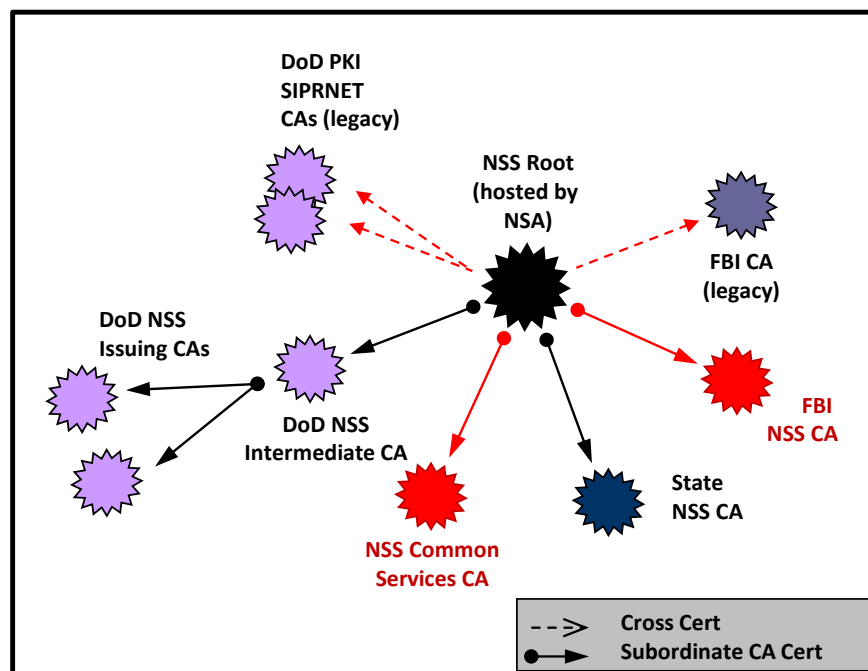 DoD PKI
SIPRNET
CAs (legacy)
NSS Root
(hosted by
NSA)
FBI CA
(legacy)
DoD NSS
Issuing CAs
DoD NSS
Intermediate CA
FBI
NSS CA
State
NSS CA
NSS Common
Services CA
Cross Cert
Subordinate CA Cert